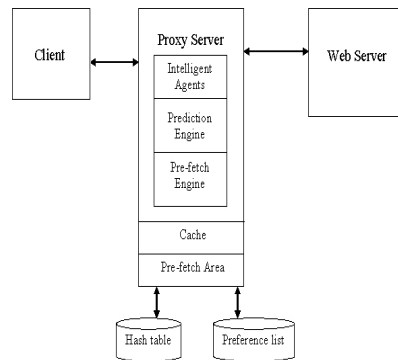 Client
Proxy Server
Web Server
Intelligent
Agents
Prediction
Engine
Pre-fetch
Engine
Cache
Pre-fetch Area
Hash table
Preference list